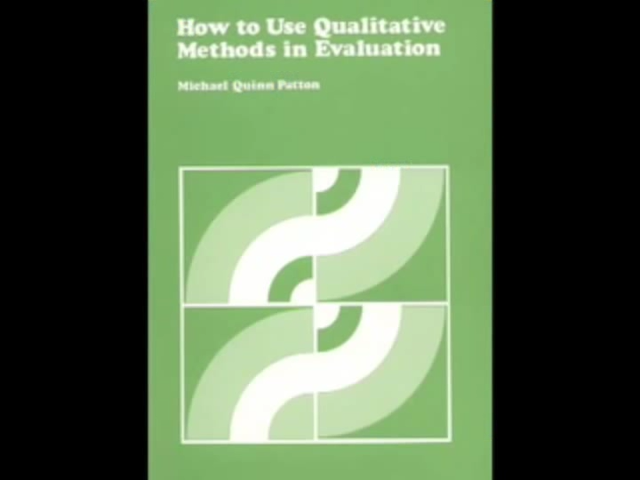 How to Use Qualitative
Methods in Evaluation
Michael Quinn Patton